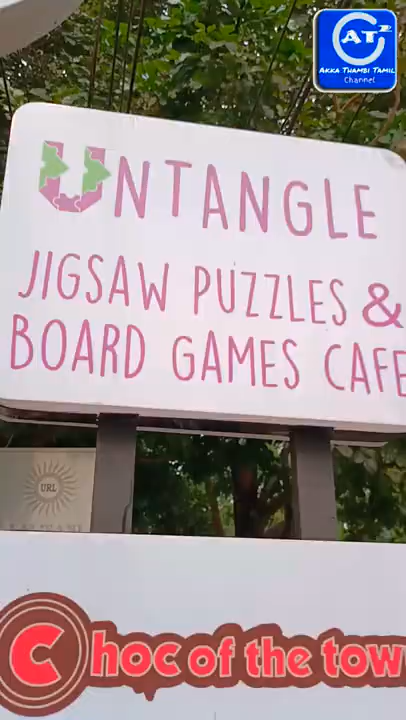 AT²
AKKA THAMBI TAMIL
Channel
UNTANGLE
JIGSAW PUZZLES &
BOARD GAMES CAFE
URL
Choc of the tow